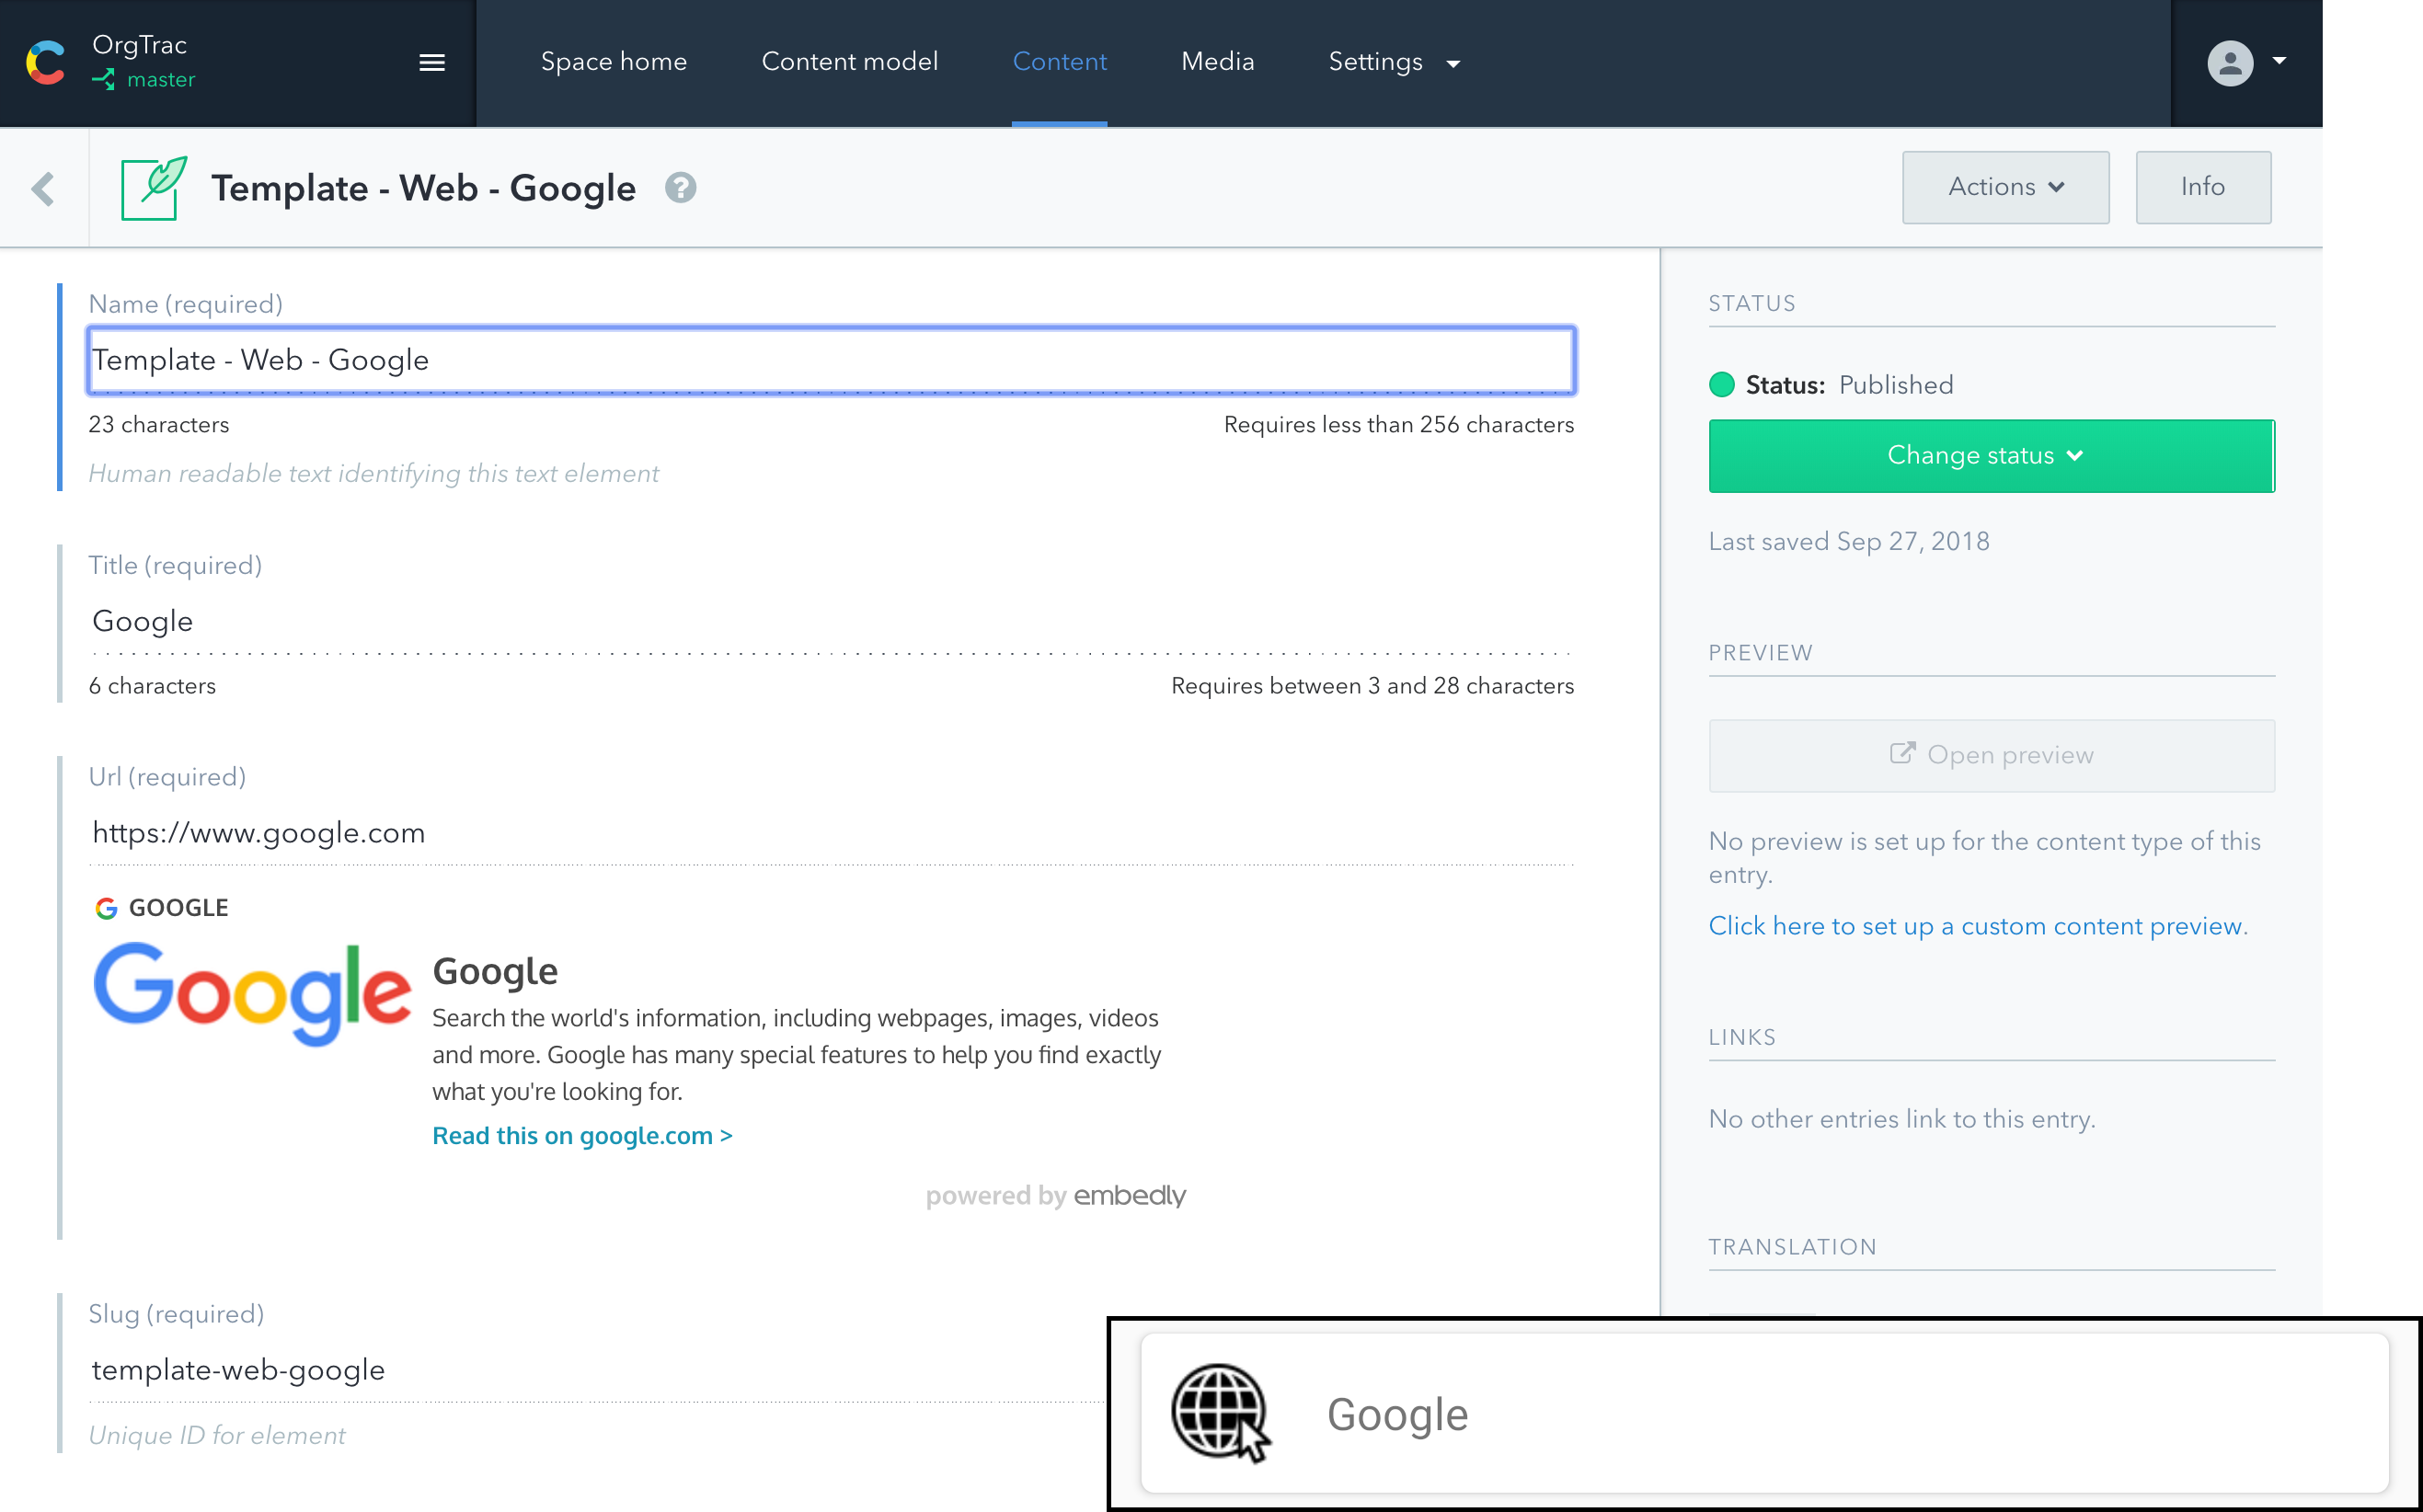 OrgTrac
master
Space home
Content model
Content
Media
Settings
Template - Web - Google
?
Actions
Info
Name (required)
Template - Web - Google
23 characters
Requires less than 256 characters
Human readable text identifying this text element
Title (required)
Google
6 characters
Requires between 3 and 28 characters
Url (required)
https://www.google.com
GOOGLE
Google
Google
Search the world's information, including webpages, images, videos
and more. Google has many special features to help you find exactly
what you're looking for.
Read this on google.com >
powered by embedly
Slug (required)
template-web-google
Unique ID for element
STATUS
Status: Published
Change status
Last saved Sep 27, 2018
PREVIEW
Open preview
No preview is set up for the content type of this
entry.
Click here to set up a custom content preview.
LINKS
No other entries link to this entry.
TRANSLATION
Google